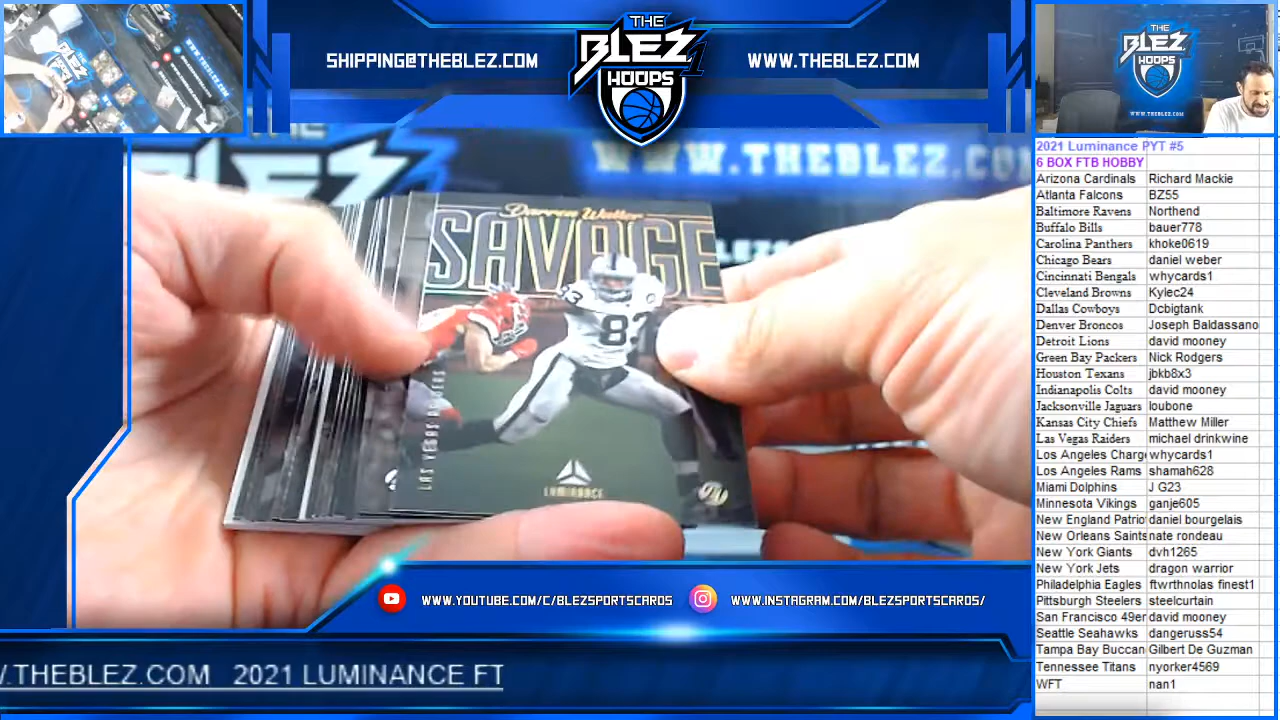 THE
BLEZ
HOOPS
SHIPPING@THEBLEZ.COM
WWW.THEBLEZ.COM
THE
BLEZ
HOOPS
WWW.THEBLEZ.CO
Darren Waller
SAVAGE
83
LAS VEGAS RAIDERS
LUMINANCE
2021 Luminance PYT #5
6 BOX FTB HOBBY
Arizona Cardinals Richard Mackie
Atlanta Falcons BZ55
Baltimore Ravens Northend
Buffalo Bills bauer778
Carolina Panthers khoke0619
Chicago Bears daniel weber
Cincinnati Bengals whycards1
Cleveland Browns Kylec24
Dallas Cowboys Dcbigtank
Denver Broncos Joseph Baldassano
Detroit Lions david mooney
Green Bay Packers Nick Rodgers
Houston Texans jbkb8x3
Indianapolis Colts david mooney
Jacksonville Jaguars loubone
Kansas City Chiefs Matthew Miller
Las Vegas Raiders michael drinkwine
Los Angeles Charge whycards1
Los Angeles Rams shamah628
Miami Dolphins J G23
Minnesota Vikings ganje605
New England Patrio daniel bourgelais
New Orleans Saints nate rondeau
New York Giants dvh1265
New York Jets dragon warrior
Philadelphia Eagles ftwrthnolas finest1
Pittsburgh Steelers steelcurtain
San Francisco 49er david mooney
Seattle Seahawks dangeruss54
Tampa Bay Buccan Gilbert De Guzman
Tennessee Titans nyorker4569
WFT nan1
WWW.YOUTUBE.COM/C/BLEZSPORTSCARDS
WWW.INSTAGRAM.COM/BLEZSPORTSCARDS/
.THEBLEZ.COM 2021 LUMINANCE FT